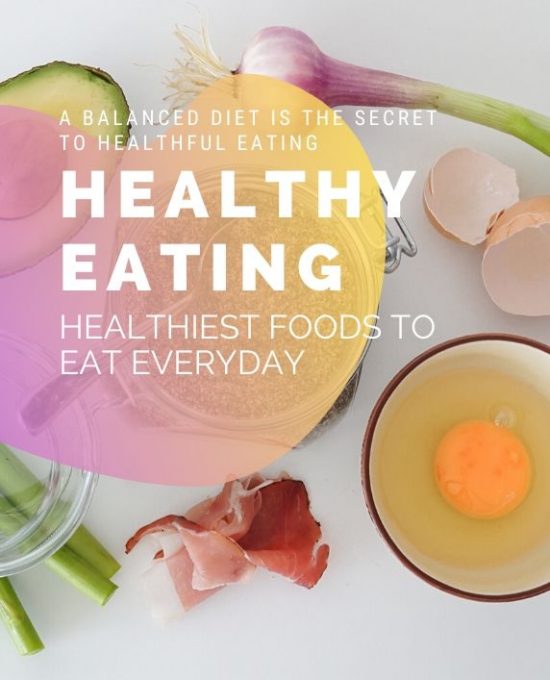 A BALANCED DIET IS THE SECRET
TO HEALTHFUL EATING
HEALTHY
EATING
HEALTHIEST FOODS TO
EAT EVERYDAY